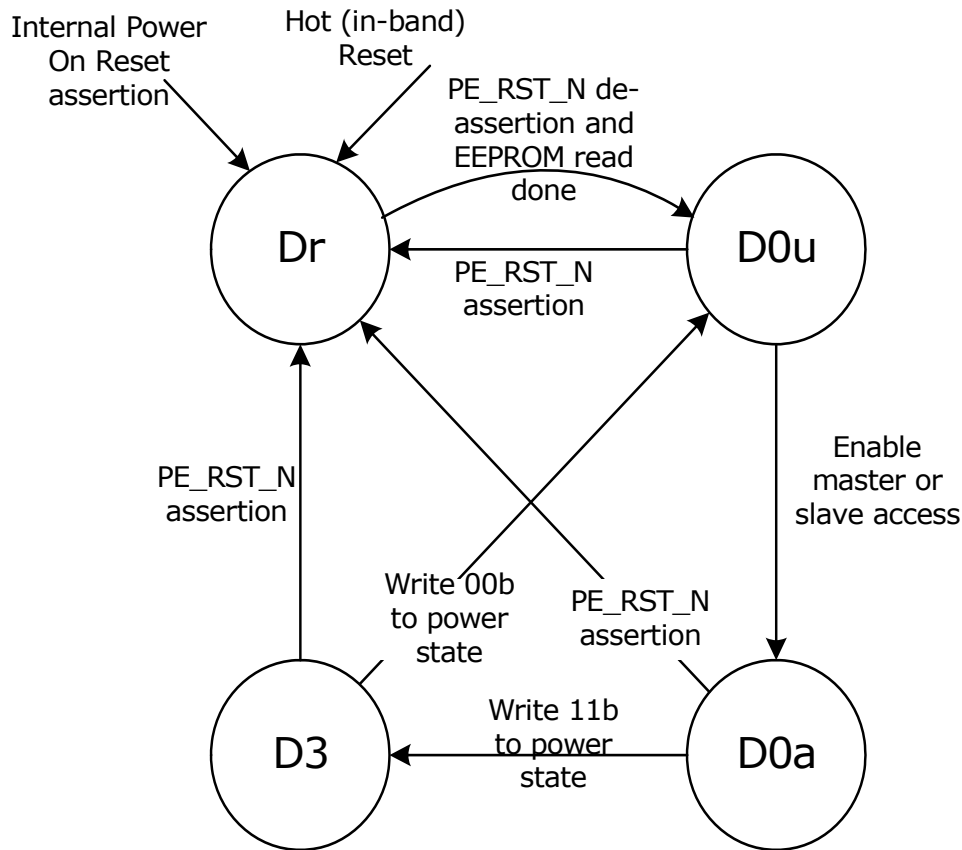 Internal Power
On Reset
assertion
Hot (in-band)
Reset
PE_RST_N de-
assertion and
EEPROM read
done
Dr
D0u
PE_RST_N
assertion
PE_RST_N
assertion
Enable
master or
slave access
Write 00b
to power
state
PE_RST_N
assertion
D3
Write 11b
to power
state
D0a